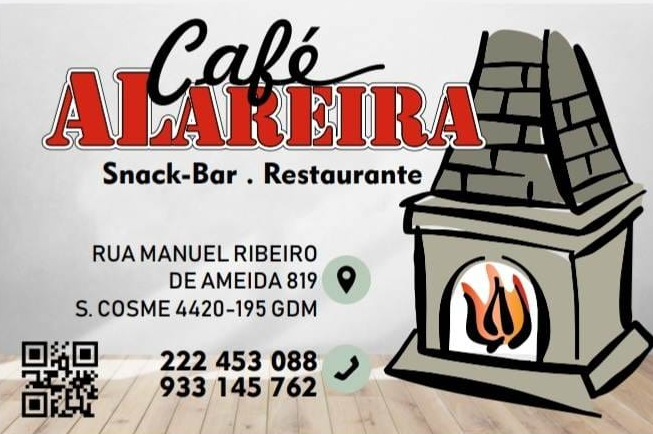 Café
ALAREIRA
Snack-Bar . Restaurante
RUA MANUEL RIBEIRO
DE AMEIDA 819
S. COSME 4420-195 GDM
222 453 088
933 145 762